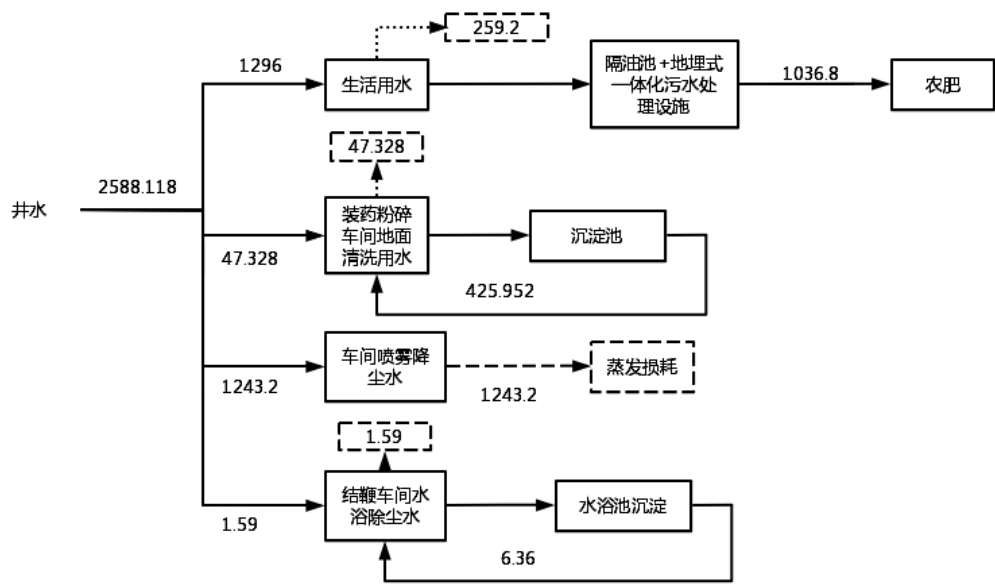 259.2
1296
生活用水
隔油池+地埋式
一体化污水处
理设施
1036.8
农肥
47.328
2588.118
井水
装药粉碎
车间地面
清洗用水
沉淀池
47.328
425.952
车间喷雾降
尘水
蒸发损耗
1243.2
1243.2
1.59
结鞭车间水
浴除尘水
水浴池沉淀
1.59
6.36